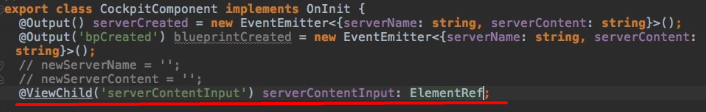 export class CockpitComponent implements OnInit {
@Output() serverCreated = new EventEmitter<{serverName: string, serverContent: string}>();
@Output('bpCreated') blueprintCreated = new EventEmitter<{serverName: string, serverContent:
string}>();
// newServerName = '';
// newServerContent = '';
@ViewChild('serverContentInput') serverContentInput: ElementRef;